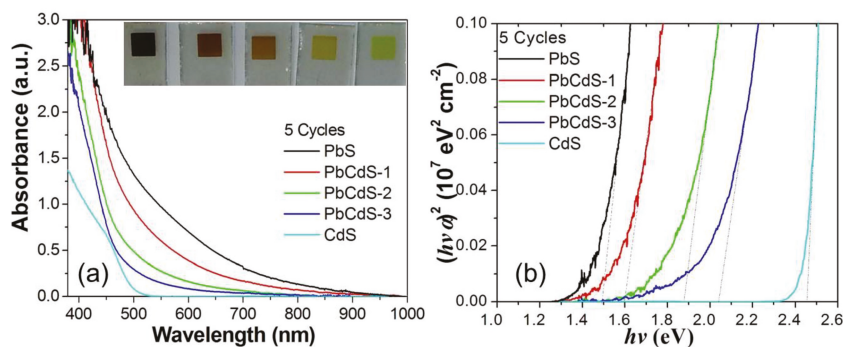 3.0
2.5
2.0
1.5
1.0
0.5
0.0
Absorbance (a.u.)
5 Cycles
PbS
PbCdS-1
PbCdS-2
PbCdS-3
CdS
(a)
400 500 600 700 800 900 1000
Wavelength (nm)
0.10
0.08
0.06
0.04
0.02
0.00
(hνα)² (10⁷ eV² cm⁻²)
5 Cycles
PbS
PbCdS-1
PbCdS-2
PbCdS-3
CdS
(b)
1.0 1.2 1.4 1.6 1.8 2.0 2.2 2.4 2.6
hν (eV)